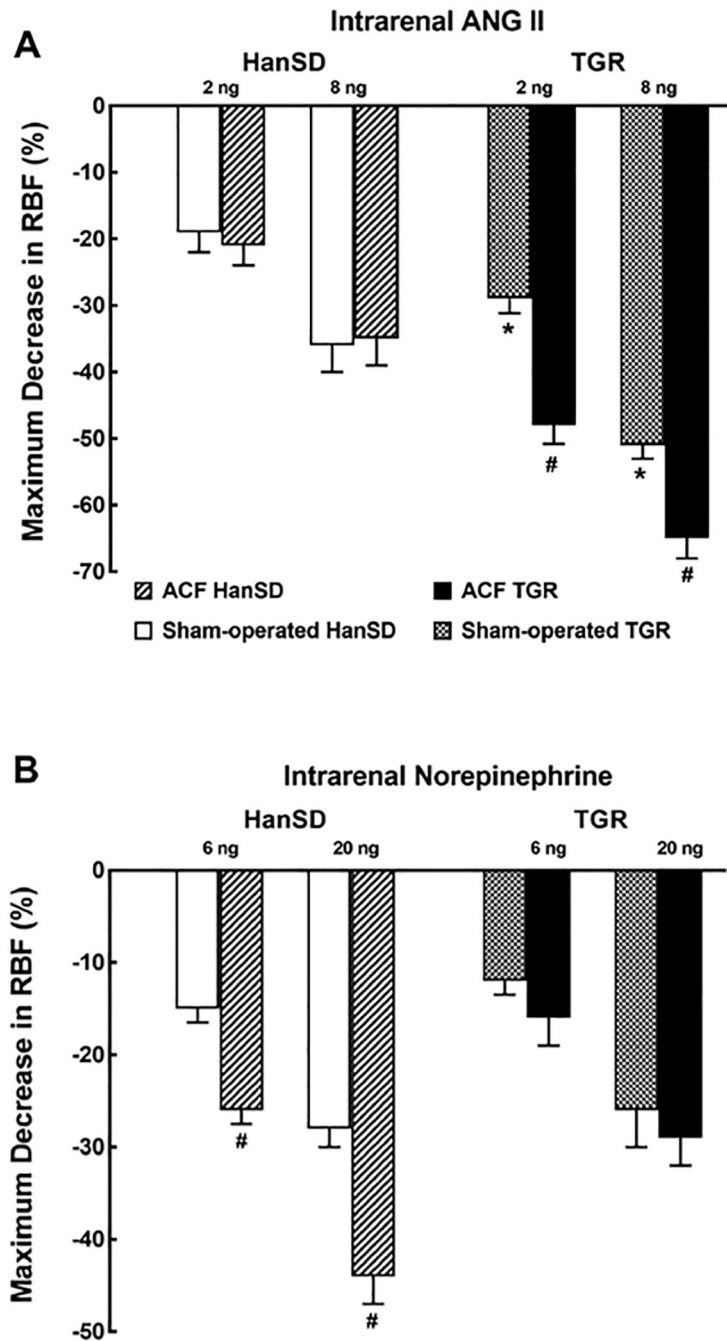 A
Intrarenal ANG II
HanSD TGR
2 ng 8 ng 2 ng 8 ng
Maximum Decrease in RBF (%)
0
-10
-20
-30
-40
-50
-60
-70
* # * #
ACF HanSD ACF TGR
Sham-operated HanSD Sham-operated TGR
B
Intrarenal Norepinephrine
HanSD TGR
6 ng 20 ng 6 ng 20 ng
Maximum Decrease in RBF (%)
0
-10
-20
-30
-40
-50
# #